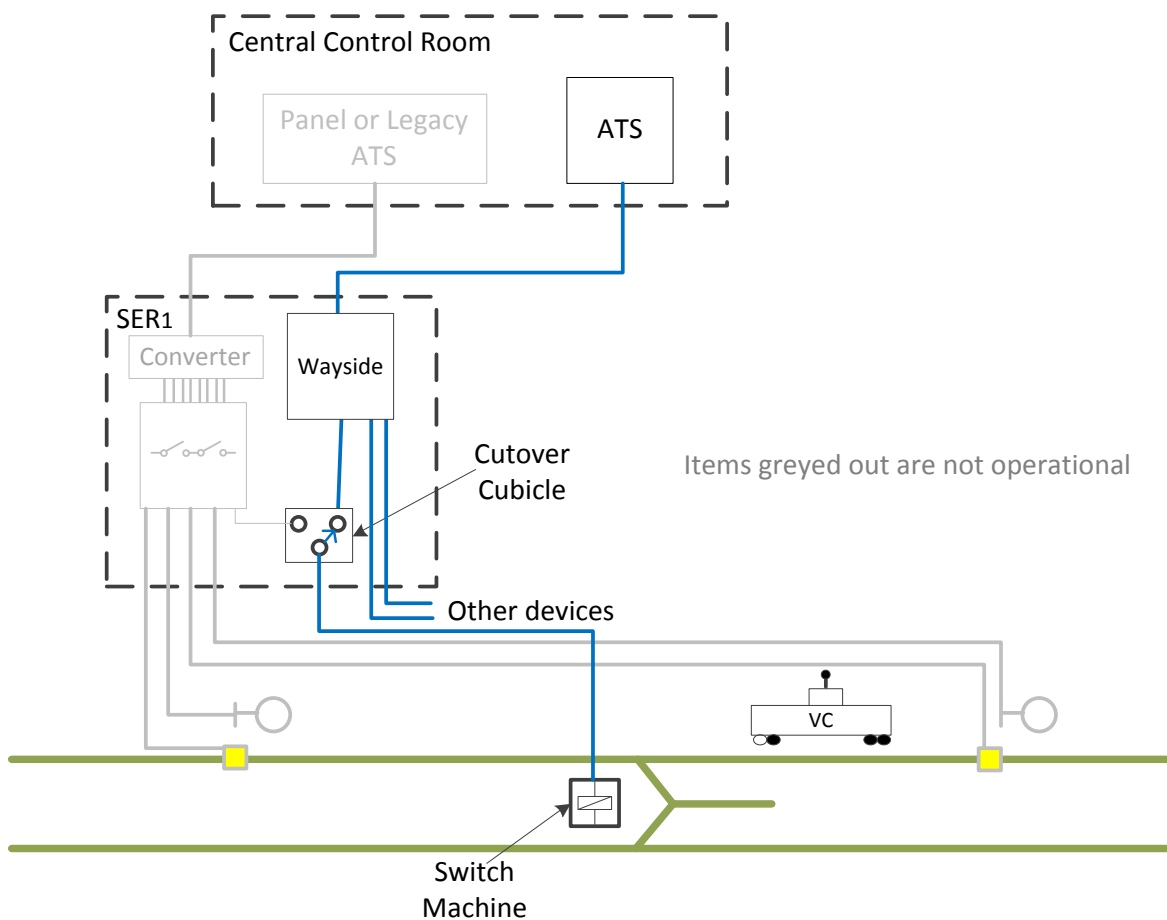 Central Control Room
Panel or Legacy
ATS
ATS
SER1
Converter
Wayside
Cutover
Cubicle
Items greyed out are not operational
Other devices
VC
Switch
Machine